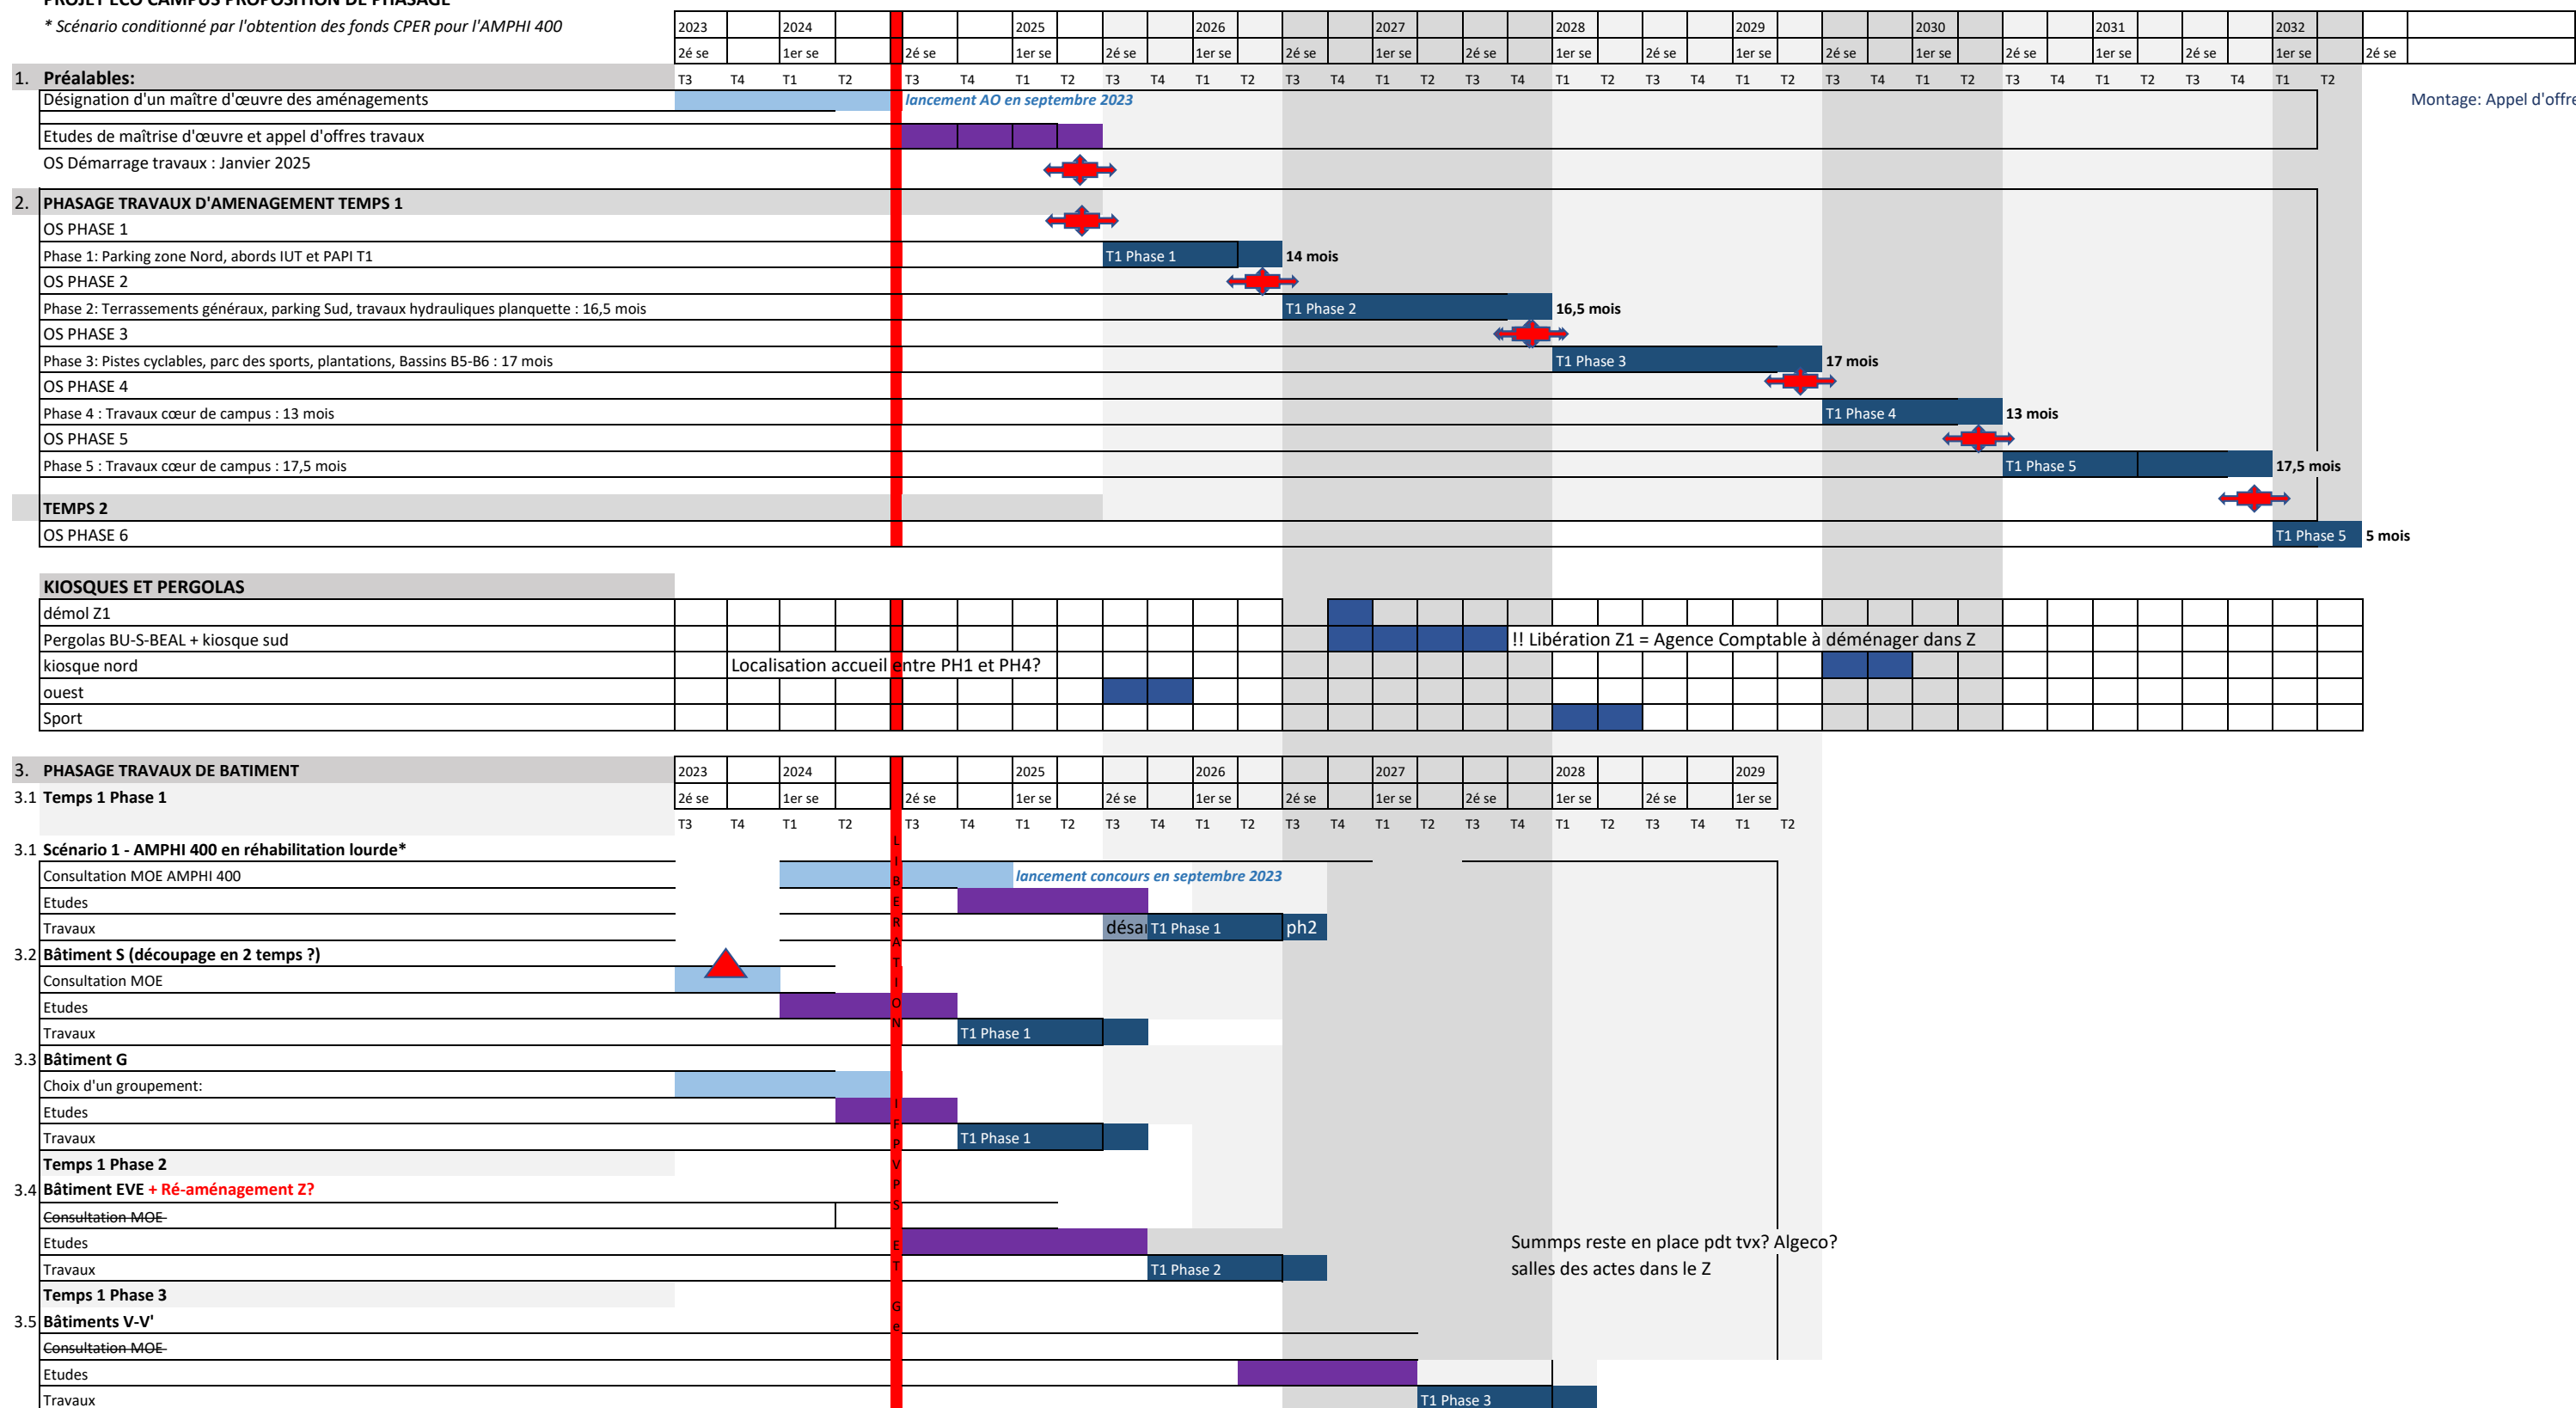 PROJET ECO CAMPUS PROPOSITION DE PHASAGE
* Scénario conditionné par l'obtention des fonds CPER pour l'AMPHI 400
2023 2024 2025 2026 2027 2028 2029 2030 2031 2032
2é se 1er se 2é se 1er se 2é se 1er se 2é se 1er se 2é se 1er se 2é se 1er se 2é se 1er se 2é se 1er se 2é se 1er se 2é se
1. Préalables: T3 T4 T1 T2 T3 T4 T1 T2 T3 T4 T1 T2 T3 T4 T1 T2 T3 T4 T1 T2 T3 T4 T1 T2 T3 T4 T1 T2 T3 T4 T1 T2 T3 T4 T1 T2
Désignation d'un maître d'œuvre des aménagements lancement AO en septembre 2023 Montage: Appel d'offre
Etudes de maîtrise d'œuvre et appel d'offres travaux
OS Démarrage travaux : Janvier 2025
2. PHASAGE TRAVAUX D'AMENAGEMENT TEMPS 1
OS PHASE 1
Phase 1: Parking zone Nord, abords IUT et PAPI T1 T1 Phase 1 14 mois
OS PHASE 2
Phase 2: Terrassements généraux, parking Sud, travaux hydrauliques planquette : 16,5 mois T1 Phase 2 16,5 mois
OS PHASE 3
Phase 3: Pistes cyclables, parc des sports, plantations, Bassins B5-B6 : 17 mois T1 Phase 3 17 mois
OS PHASE 4
Phase 4 : Travaux cœur de campus : 13 mois T1 Phase 4 13 mois
OS PHASE 5
Phase 5 : Travaux cœur de campus : 17,5 mois T1 Phase 5 17,5 mois
TEMPS 2
OS PHASE 6 T1 Phase 5 5 mois
KIOSQUES ET PERGOLAS
démol Z1
Pergolas BU-S-BEAL + kiosque sud !! Libération Z1 = Agence Comptable à déménager dans Z
kiosque nord Localisation accueil entre PH1 et PH4?
ouest
Sport
3. PHASAGE TRAVAUX DE BATIMENT 2023 2024 2025 2026 2027 2028 2029
3.1 Temps 1 Phase 1 2é se 1er se 2é se 1er se 2é se 1er se 2é se 1er se 2é se 1er se 2é se 1er se
T3 T4 T1 T2 T3 T4 T1 T2 T3 T4 T1 T2 T3 T4 T1 T2 T3 T4 T1 T2 T3 T4 T1 T2
LIBERATION IFPVPS ET Ge
3.1 Scénario 1 - AMPHI 400 en réhabilitation lourde*
Consultation MOE AMPHI 400 lancement concours en septembre 2023
Etudes
Travaux désa T1 Phase 1 ph2
3.2 Bâtiment S (découpage en 2 temps ?)
Consultation MOE
Etudes
Travaux T1 Phase 1
3.3 Bâtiment G
Choix d'un groupement:
Etudes
Travaux T1 Phase 1
Temps 1 Phase 2
3.4 Bâtiment EVE + Ré-aménagement Z?
Consultation MOE
Etudes Summps reste en place pdt tvx? Algeco?
Travaux T1 Phase 2 salles des actes dans le Z
Temps 1 Phase 3
3.5 Bâtiments V-V'
Consultation MOE
Etudes
Travaux T1 Phase 3